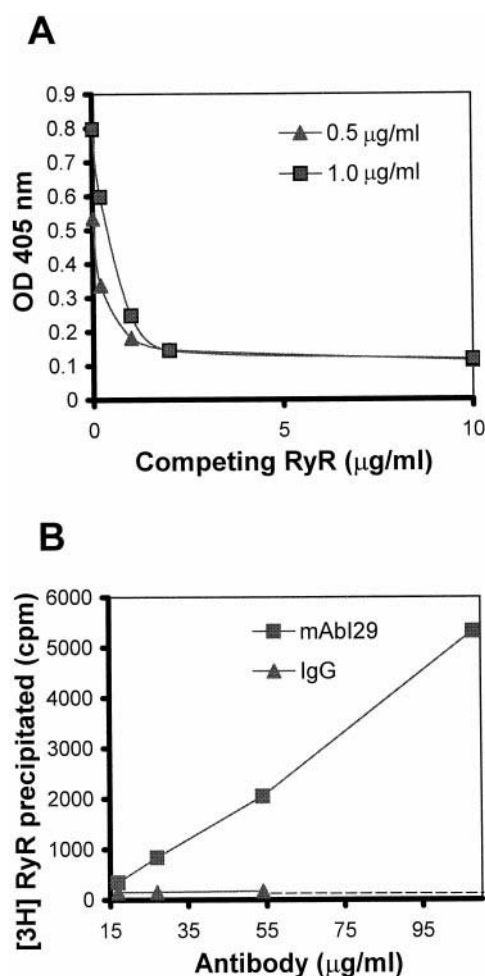 A
OD 405 nm
0.9
0.8
0.7
0.6
0.5
0.4
0.3
0.2
0.1
0
0.5 μg/ml
1.0 μg/ml
0 5 10
Competing RyR (μg/ml)
B
[3H] RyR precipitated (cpm)
6000
5000
4000
3000
2000
1000
0
mAbI29
IgG
15 35 55 75 95
Antibody (μg/ml)